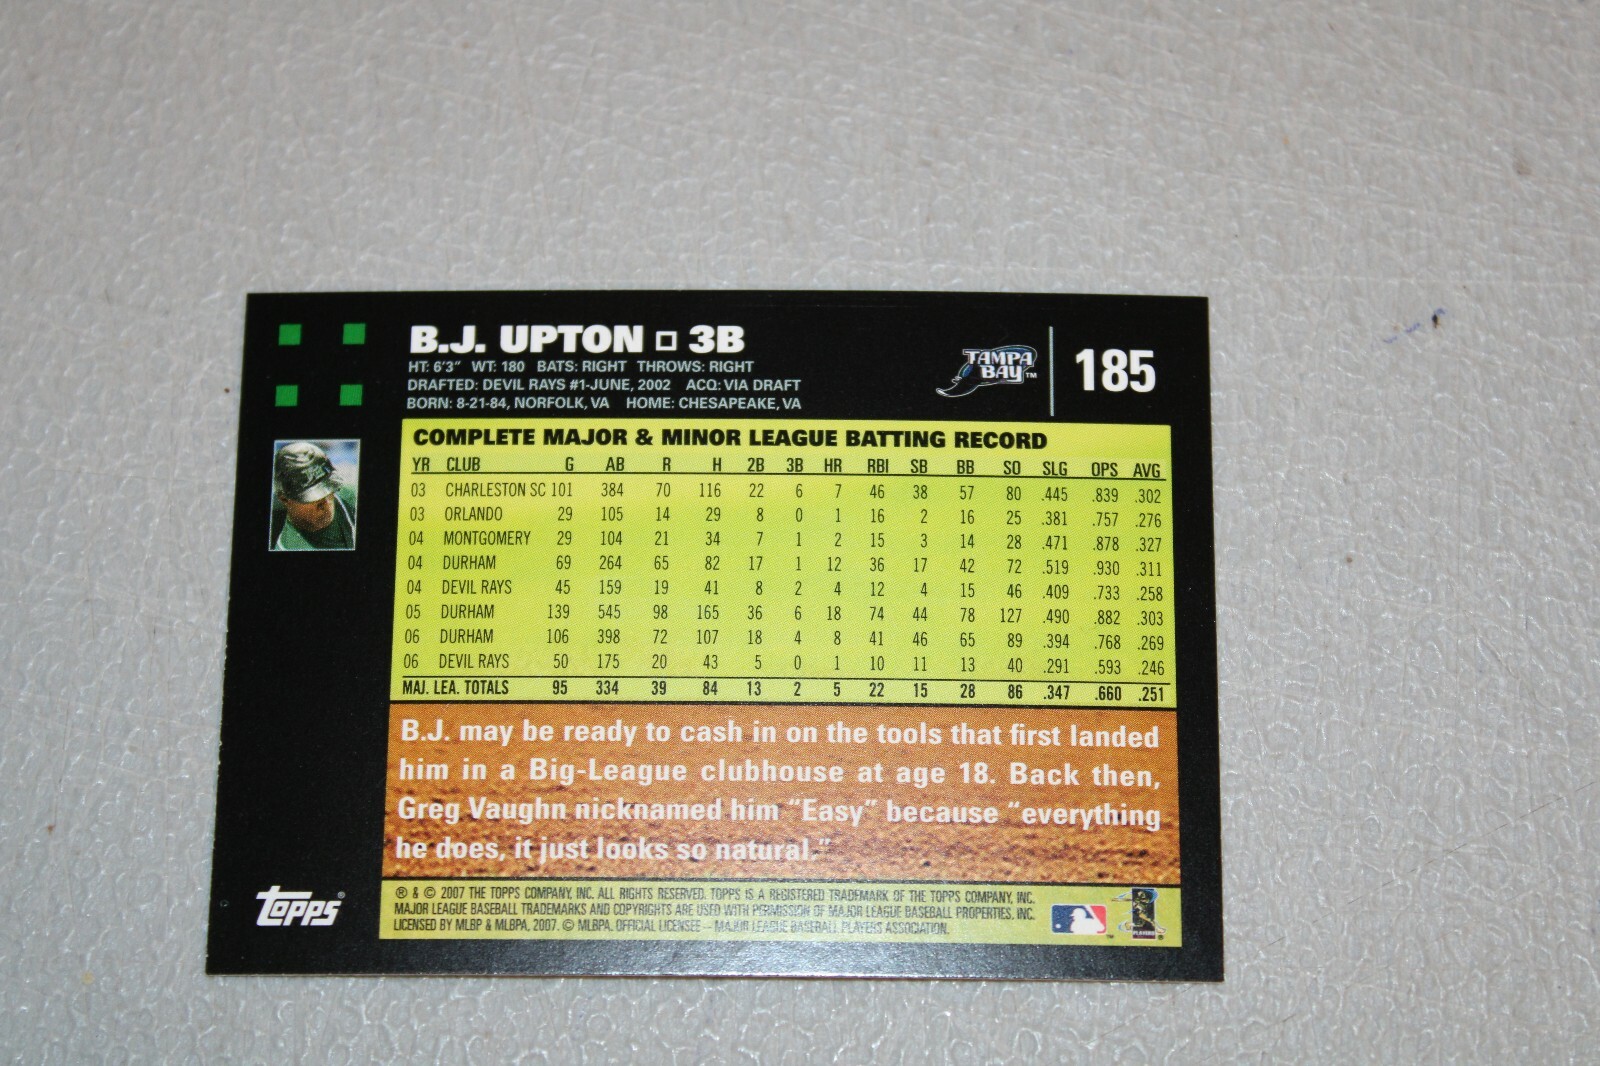 B.J. UPTON □ 3B
HT: 6'3" WT: 180 BATS: RIGHT THROWS: RIGHT
DRAFTED: DEVIL RAYS #1-JUNE, 2002 ACQ: VIA DRAFT
BORN: 8-21-84, NORFOLK, VA HOME: CHESAPEAKE, VA
TAMPA BAY™
185
COMPLETE MAJOR & MINOR LEAGUE BATTING RECORD
YR CLUB G AB R H 2B 3B HR RBI SB BB SO SLG OPS AVG
03 CHARLESTON SC 101 384 70 116 22 6 7 46 38 57 80 .445 .839 .302
03 ORLANDO 29 105 14 29 8 0 1 16 2 16 25 .381 .757 .276
04 MONTGOMERY 29 104 21 34 7 1 2 15 3 14 28 .471 .878 .327
04 DURHAM 69 264 65 82 17 1 12 36 17 42 72 .519 .930 .311
04 DEVIL RAYS 45 159 19 41 8 2 4 12 4 15 46 .409 .733 .258
05 DURHAM 139 545 98 165 36 6 18 74 44 78 127 .490 .882 .303
06 DURHAM 106 398 72 107 18 4 8 41 46 65 89 .394 .768 .269
06 DEVIL RAYS 50 175 20 43 5 0 1 10 11 13 40 .291 .593 .246
MAJ. LEA. TOTALS 95 334 39 84 13 2 5 22 15 28 86 .347 .660 .251
B.J. may be ready to cash in on the tools that first landed
him in a Big-League clubhouse at age 18. Back then,
Greg Vaughn nicknamed him "Easy" because "everything
he does, it just looks so natural."
topps®
® & © 2007 THE TOPPS COMPANY, INC. ALL RIGHTS RESERVED. TOPPS IS A REGISTERED TRADEMARK OF THE TOPPS COMPANY, INC.
MAJOR LEAGUE BASEBALL TRADEMARKS AND COPYRIGHTS ARE USED WITH PERMISSION OF MAJOR LEAGUE BASEBALL PROPERTIES, INC.
LICENSED BY MLBP & MLBPA, 2007. © MLBPA. OFFICIAL LICENSEE – MAJOR LEAGUE BASEBALL PLAYERS ASSOCIATION.
PLAYERS